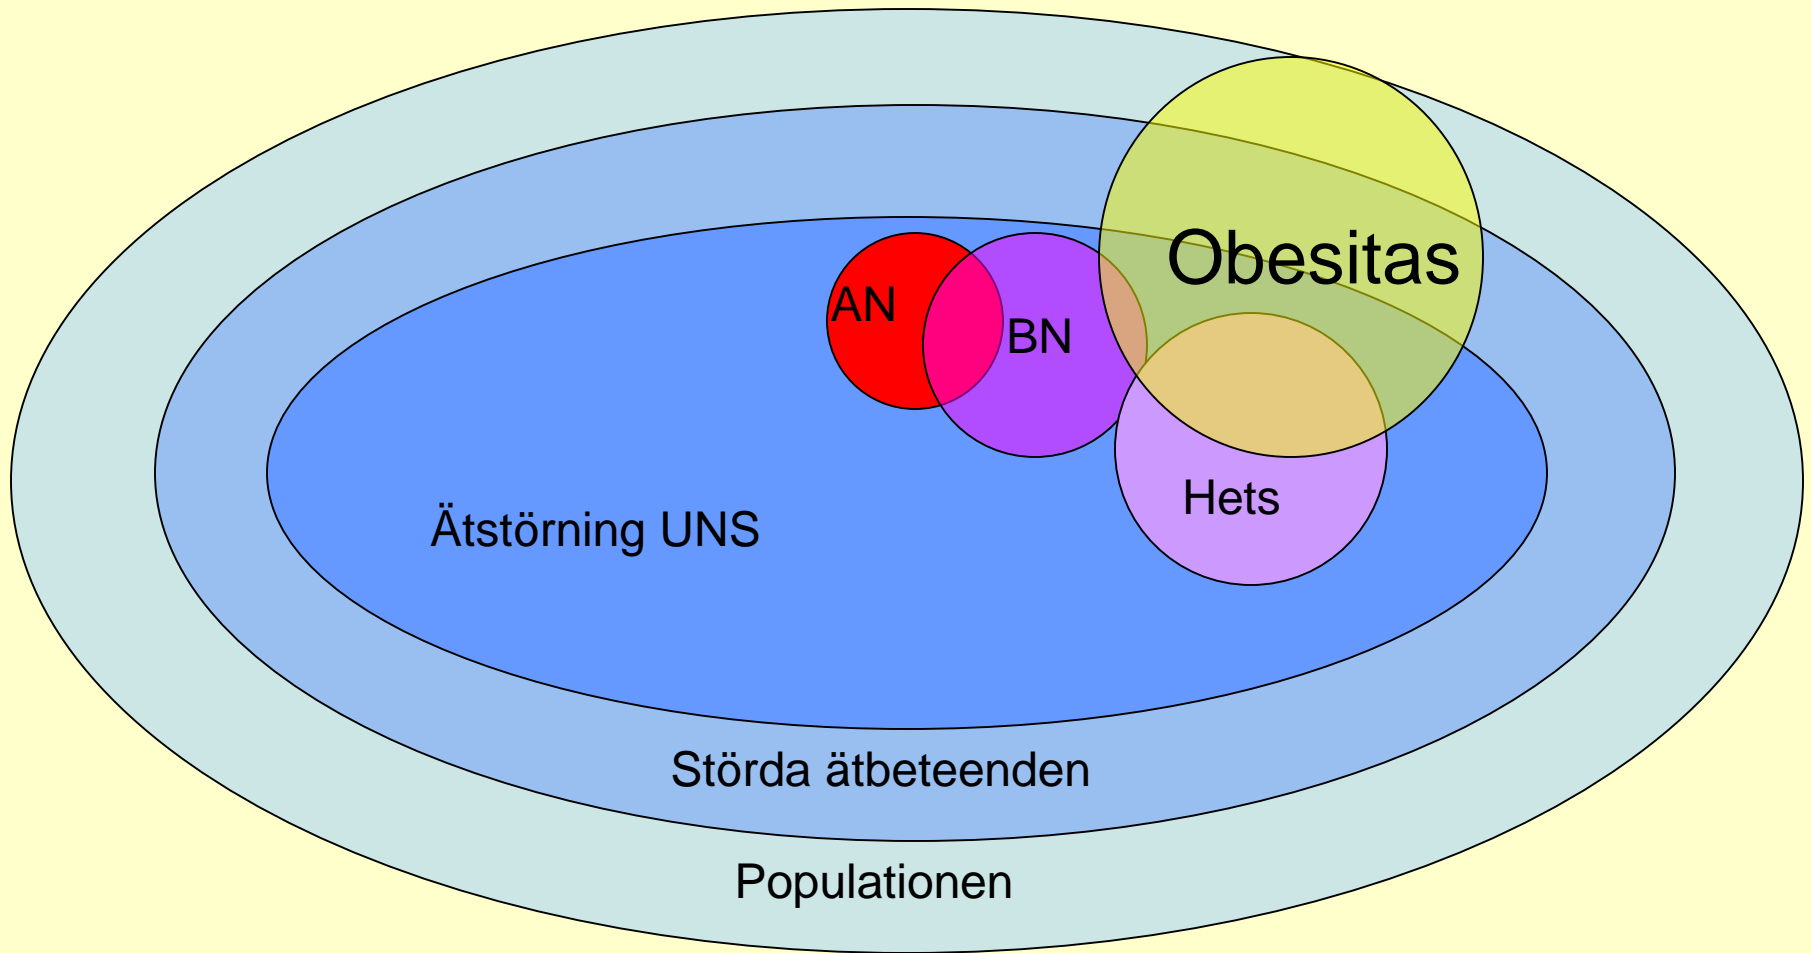 Obesitas
AN
BN
Hets
Ätstörning UNS
Störda ätbeteenden
Populationen